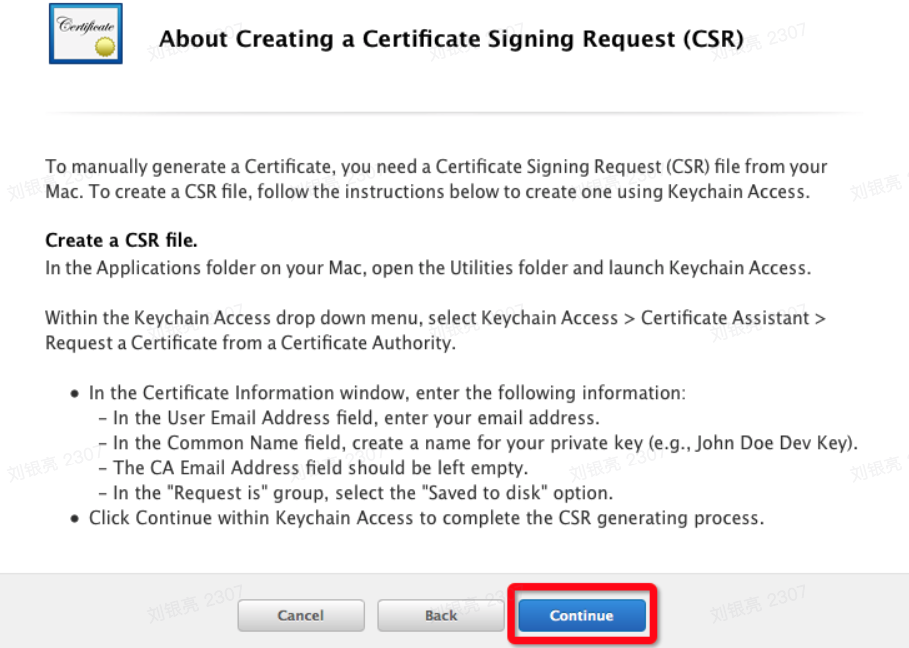 Certificate
About Creating a Certificate Signing Request (CSR)
To manually generate a Certificate, you need a Certificate Signing Request (CSR) file from your
Mac. To create a CSR file, follow the instructions below to create one using Keychain Access.
Create a CSR file.
In the Applications folder on your Mac, open the Utilities folder and launch Keychain Access.
Within the Keychain Access drop down menu, select Keychain Access > Certificate Assistant >
Request a Certificate from a Certificate Authority.
• In the Certificate Information window, enter the following information:
– In the User Email Address field, enter your email address.
– In the Common Name field, create a name for your private key (e.g., John Doe Dev Key).
– The CA Email Address field should be left empty.
– In the "Request is" group, select the "Saved to disk" option.
• Click Continue within Keychain Access to complete the CSR generating process.
Cancel Back Continue
刘银亮 2307